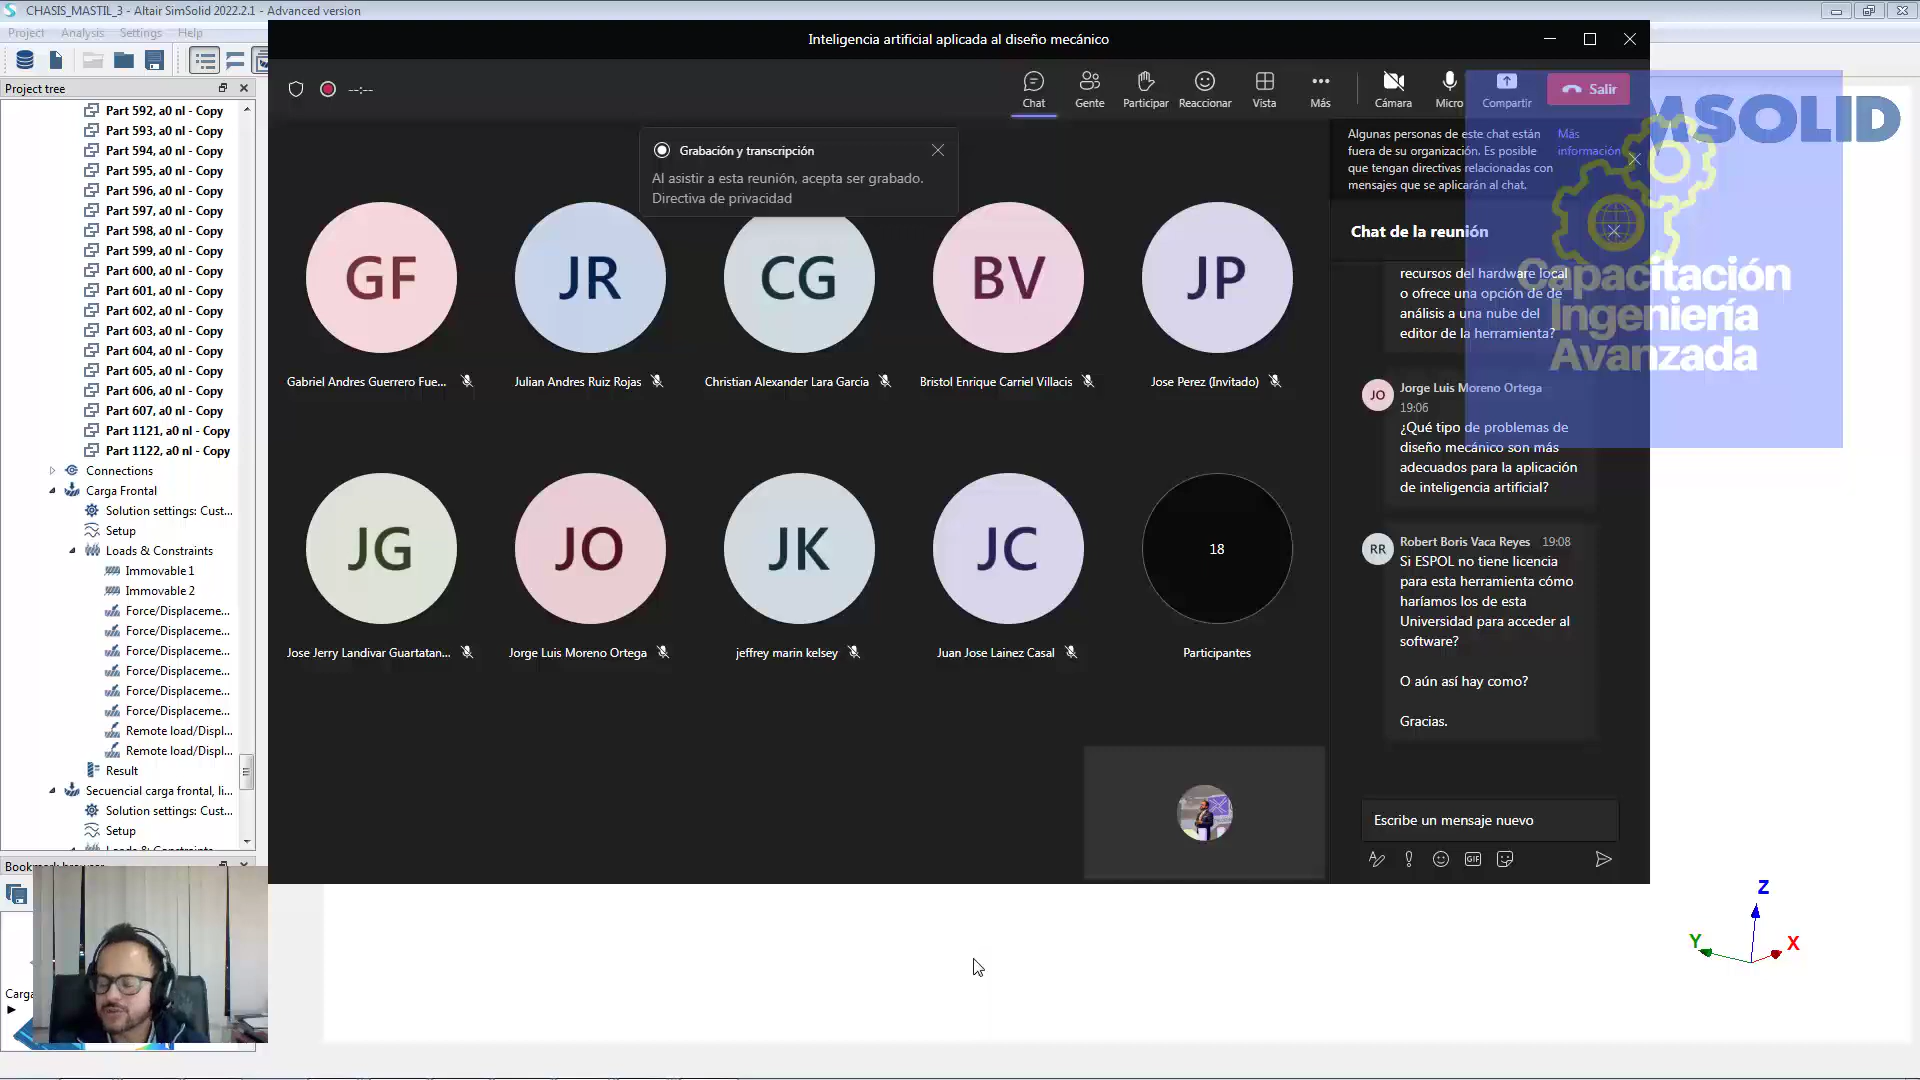 CHASIS_MASTIL_3 - Altair SimSolid 2022.2.1 - Advanced version
Project Analysis Settings Help
Project tree
Part 592, a0 nl - Copy
Part 593, a0 nl - Copy
Part 594, a0 nl - Copy
Part 595, a0 nl - Copy
Part 596, a0 nl - Copy
Part 597, a0 nl - Copy
Part 598, a0 nl - Copy
Part 599, a0 nl - Copy
Part 600, a0 nl - Copy
Part 601, a0 nl - Copy
Part 602, a0 nl - Copy
Part 603, a0 nl - Copy
Part 604, a0 nl - Copy
Part 605, a0 nl - Copy
Part 606, a0 nl - Copy
Part 607, a0 nl - Copy
Part 1121, a0 nl - Copy
Part 1122, a0 nl - Copy
Connections
Carga Frontal
Solution settings: Cust...
Setup
Loads & Constraints
Immovable 1
Immovable 2
Force/Displaceme...
Force/Displaceme...
Force/Displaceme...
Force/Displaceme...
Force/Displaceme...
Force/Displaceme...
Remote load/Displ...
Remote load/Displ...
Result
Secuencial carga frontal, li...
Solution settings: Cust...
Setup
Loads & Constraints
Bookmark browser
Carga
Inteligencia artificial aplicada al diseño mecánico
--:--
Chat Gente Participar Reaccionar Vista Más Cámara Micro Compartir Salir
Grabación y transcripción
Al asistir a esta reunión, acepta ser grabado.
Directiva de privacidad
GF JR CG BV JP
Gabriel Andres Guerrero Fue... Julian Andres Ruiz Rojas Christian Alexander Lara Garcia Bristol Enrique Carriel Villacis Jose Perez (Invitado)
JG JO JK JC 18
Jose Jerry Landivar Guartatan... Jorge Luis Moreno Ortega jeffrey marin kelsey Juan Jose Lainez Casal Participantes
Algunas personas de este chat están
fuera de su organización. Es posible
que tengan directivas relacionadas con
mensajes que se aplicarán al chat.
Más
información
Chat de la reunión
recursos del hardware local
o ofrece una opción de de
análisis a una nube del
editor de la herramienta?
JO Jorge Luis Moreno Ortega
19:06
¿Qué tipo de problemas de
diseño mecánico son más
adecuados para la aplicación
de inteligencia artificial?
RR Robert Boris Vaca Reyes 19:08
Si ESPOL no tiene licencia
para esta herramienta cómo
haríamos los de esta
Universidad para acceder al
software?
O aún así hay como?
Gracias.
Escribe un mensaje nuevo
GIF
MSOLID
Capacitación
Ingeniería
Avanzada
Z
Y
X